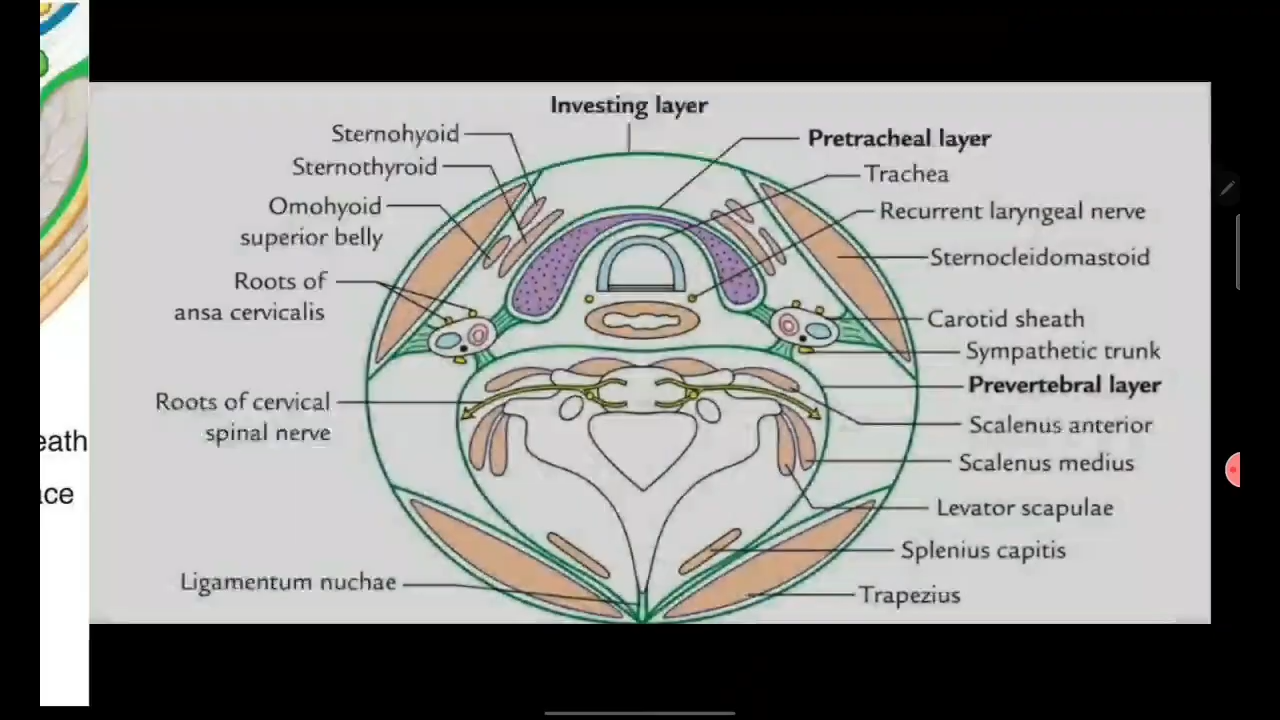 Investing layer
Sternohyoid
Sternothyroid
Omohyoid
superior belly
Roots of
ansa cervicalis
Roots of cervical
spinal nerve
Ligamentum nuchae
Pretracheal layer
Trachea
Recurrent laryngeal nerve
Sternocleidomastoid
Carotid sheath
Sympathetic trunk
Prevertebral layer
Scalenus anterior
Scalenus medius
Levator scapulae
Splenius capitis
Trapezius